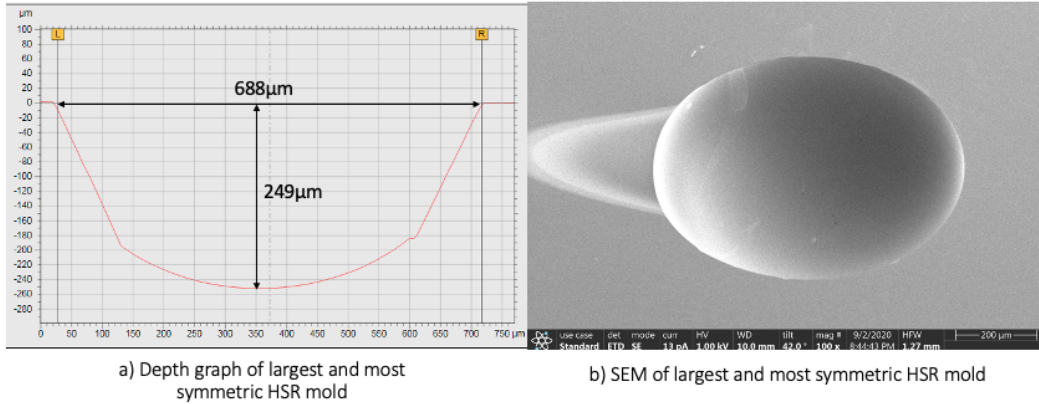 µm
100
L
R
80
60
40
20
0
-20
-40
-60
-80
-100
-120
-140
-160
-180
-200
-220
-240
-260
-280
688µm
249µm
0 50 100 150 200 250 300 350 400 450 500 550 600 650 700 750 µm
a) Depth graph of largest and most
symmetric HSR mold
use case det mode curr HV WD tilt mag # 9/2/2020 HFW 200 µm
Standard ETD SE 13 pA 1.00 kV 10.0 mm 42.0 ° 100 x 8:44:43 PM 1.27 mm
b) SEM of largest and most symmetric HSR mold